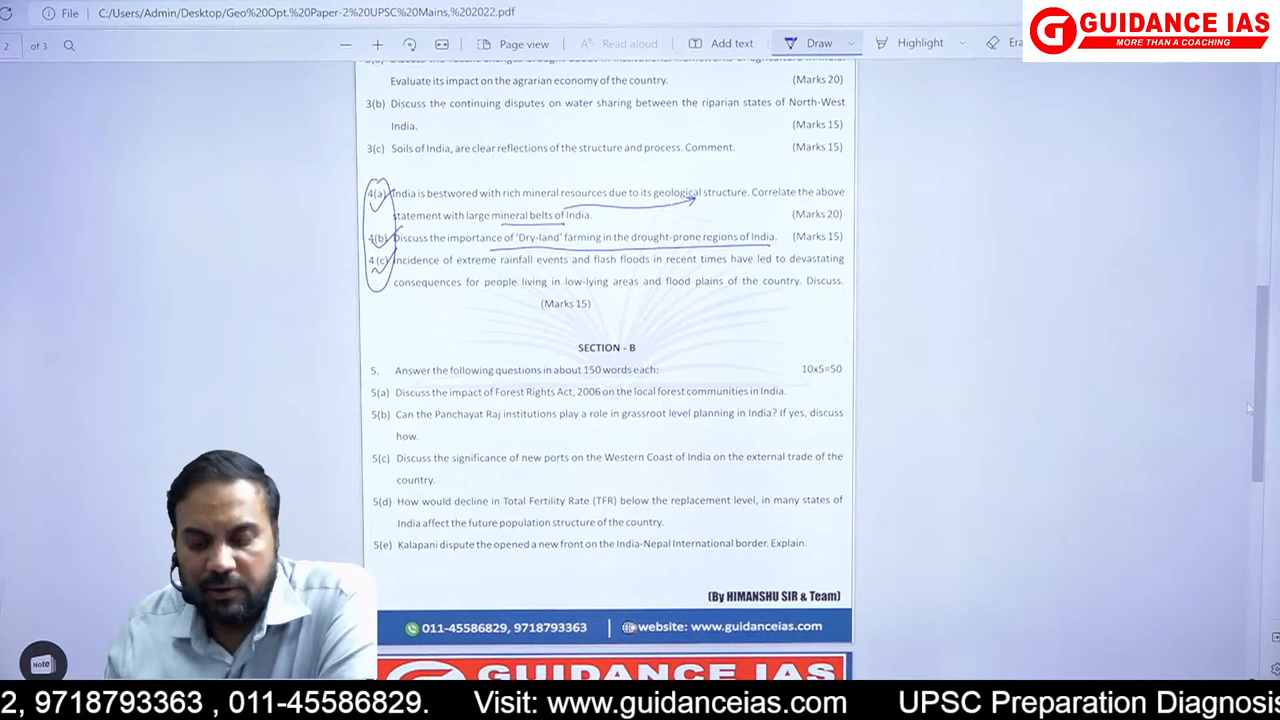 File C:/Users/Admin/Desktop/Geo%20Opt.%20Paper-2%20UPSC%20Mains,%202022.pdf
GUIDANCE IAS
MORE THAN A COACHING
2 of 3 Page view Read aloud Add text Draw Highlight Era
Evaluate its impact on the agrarian economy of the country. (Marks 20)
3(b) Discuss the continuing disputes on water sharing between the riparian states of North-West
India. (Marks 15)
3(c) Soils of India, are clear reflections of the structure and process. Comment. (Marks 15)
4(a) India is bestwored with rich mineral resources due to its geological structure. Correlate the above
statement with large mineral belts of India. (Marks 20)
4(b) Discuss the importance of 'Dry-land' farming in the drought-prone regions of India. (Marks 15)
4(c) Incidence of extreme rainfall events and flash floods in recent times have led to devastating
consequences for people living in low-lying areas and flood plains of the country. Discuss.
(Marks 15)
SECTION - B
5. Answer the following questions in about 150 words each: 10x5=50
5(a) Discuss the impact of Forest Rights Act, 2006 on the local forest communities in India.
5(b) Can the Panchayat Raj institutions play a role in grassroot level planning in India? If yes, discuss
how.
5(c) Discuss the significance of new ports on the Western Coast of India on the external trade of the
country.
5(d) How would decline in Total Fertility Rate (TFR) below the replacement level, in many states of
India affect the future population structure of the country.
5(e) Kalapani dispute the opened a new front on the India-Nepal International border. Explain.
(By HIMANSHU SIR & Team)
011-45586829, 9718793363 | website: www.guidanceias.com
GUIDANCE IAS
Note
2, 9718793363 , 011-45586829. Visit: www.guidanceias.com UPSC Preparation Diagnosis